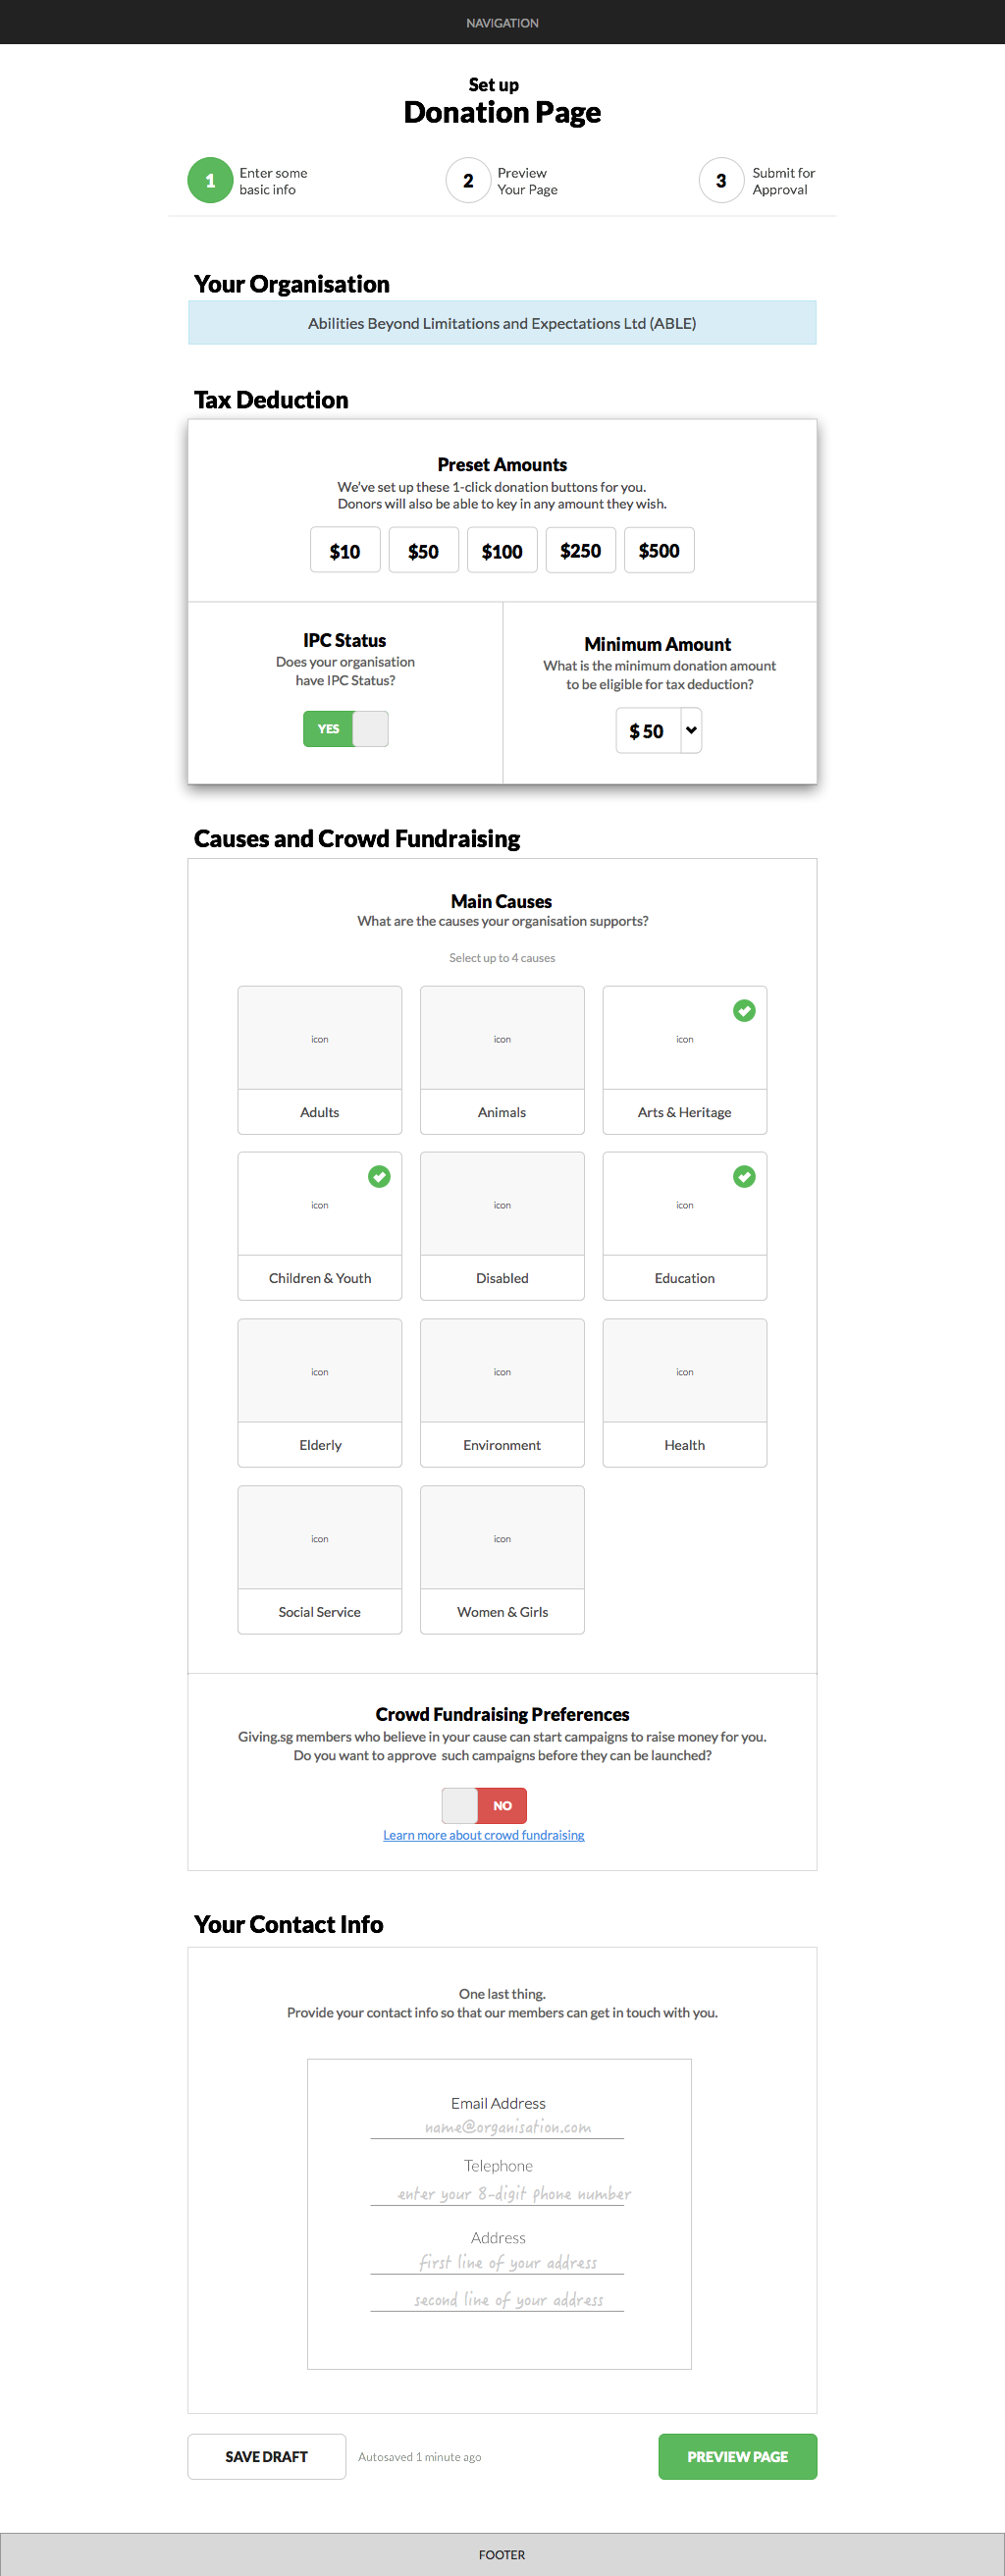 NAVIGATION
Set up
Donation Page
1
Enter some
basic info
2
Preview
Your Page
3
Submit for
Approval
Your Organisation
Abilities Beyond Limitations and Expectations Ltd (ABLE)
Tax Deduction
Preset Amounts
We've set up these 1-click donation buttons for you.
Donors will also be able to key in any amount they wish.
$10 $50 $100 $250 $500
IPC Status
Does your organisation
have IPC Status?
YES
Minimum Amount
What is the minimum donation amount
to be eligible for tax deduction?
$ 50
Causes and Crowd Fundraising
Main Causes
What are the causes your organisation supports?
Select up to 4 causes
icon icon icon
Adults Animals Arts & Heritage
icon icon icon
Children & Youth Disabled Education
icon icon icon
Elderly Environment Health
icon icon
Social Service Women & Girls
Crowd Fundraising Preferences
Giving.sg members who believe in your cause can start campaigns to raise money for you.
Do you want to approve such campaigns before they can be launched?
NO
Learn more about crowd fundraising
Your Contact Info
One last thing.
Provide your contact info so that our members can get in touch with you.
Email Address
name@organisation.com
Telephone
enter your 8-digit phone number
Address
first line of your address
second line of your address
SAVE DRAFT Autosaved 1 minute ago PREVIEW PAGE
FOOTER